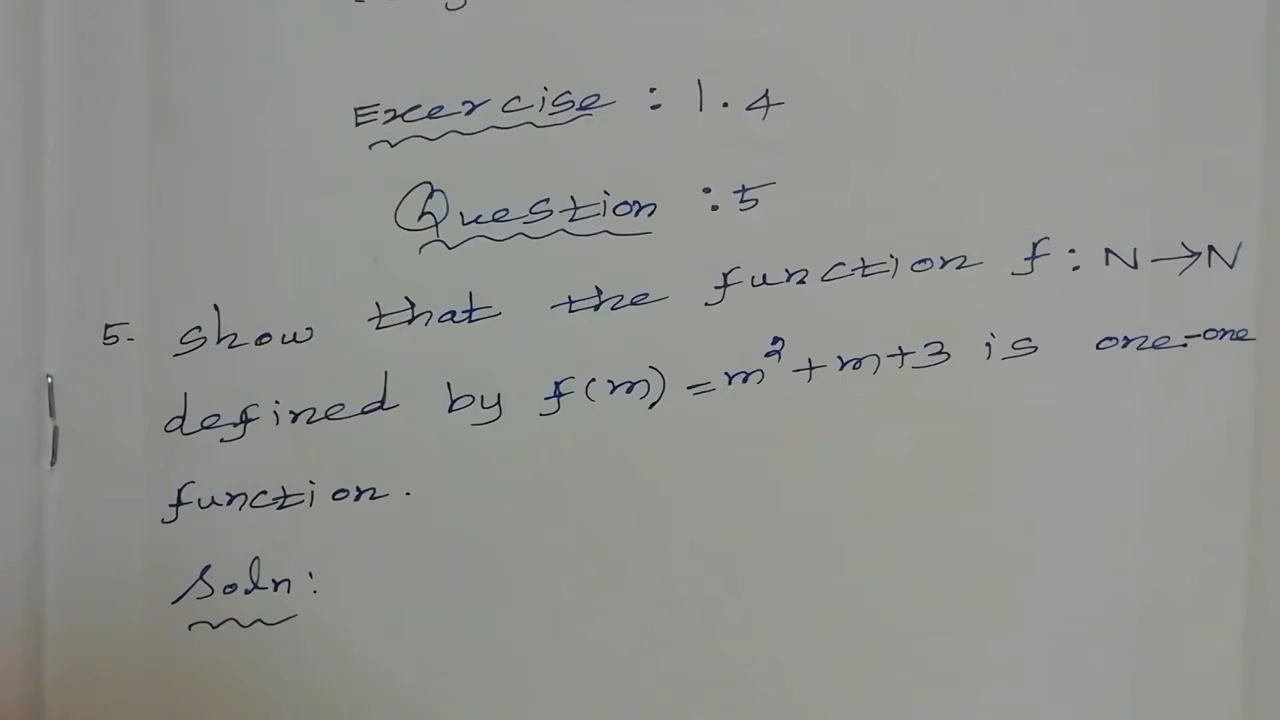 Exercise : 1.4
Question : 5
5. show that the function f : N → N
defined by f(m) = m² + m + 3 is one-one
function.
Soln: